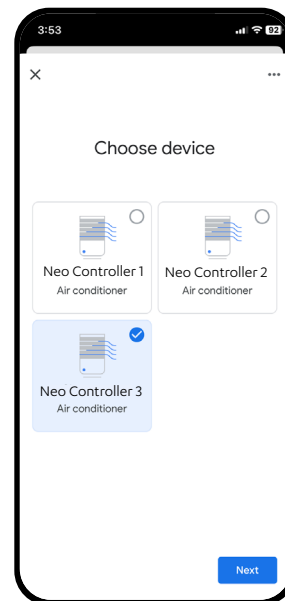 3:53
92
Choose device
Neo Controller 1
Air conditioner
Neo Controller 2
Air conditioner
Neo Controller 3
Air conditioner
Next